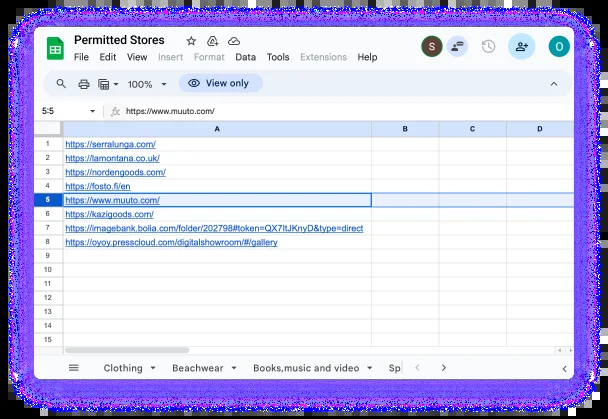 Permitted Stores
File Edit View Insert Format Data Tools Extensions Help
S O
100% View only
5:5 fx https://www.muuto.com/
A B C D
1 https://serralunga.com/
2 https://lamontana.co.uk/
3 https://nordengoods.com/
4 https://fosto.fi/en
5 https://www.muuto.com/
6 https://kazigoods.com/
7 https://imagebank.bolia.com/folder/202798#token=QX7ItJKnyD&type=direct
8 https://oyoy.presscloud.com/digitalshowroom/#/gallery
9
10
11
12
13
14
15
Clothing Beachwear Books,music and video Sp